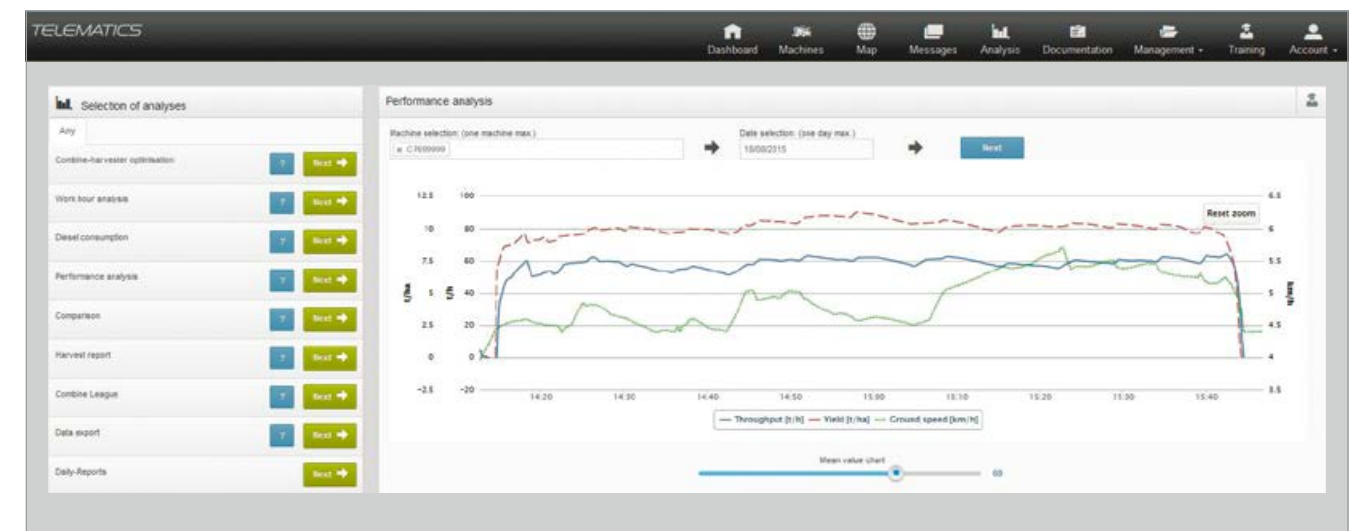 TELEMATICS
Dashboard Machines Map Messages Analysis Documentation Management Training Account
Selection of analyses
Any
Combine-harvester optimisation ? Next
Work hour analysis ? Next
Diesel consumption ? Next
Performance analysis ? Next
Comparison ? Next
Harvest report ? Next
Combine League ? Next
Data export ? Next
Daily-Reports Next
Performance analysis
Machine selection: (one machine max.) Date selection: (one day max.)
Next
12.5 100 6.5
Reset zoom
10 80 6
7.5 60 5.5
5 40 5
t/ha t/h km/h
2.5 20 4.5
0 0 4
-2.5 -20 3.5
14:20 14:30 14:40 14:50 15:00 15:10 15:20 15:30 15:40
Throughput [t/h] Yield [t/ha] Ground speed [km/h]
Mean value chart